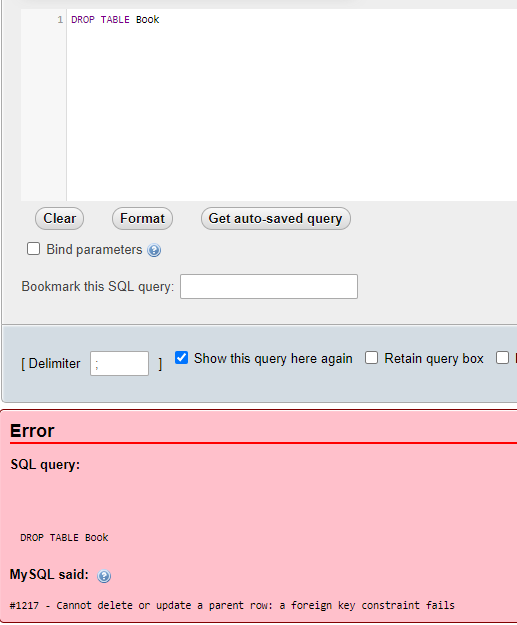 1 DROP TABLE Book
Clear Format Get auto-saved query
Bind parameters
Bookmark this SQL query:
[ Delimiter ; ] Show this query here again Retain query box
Error
SQL query:
DROP TABLE Book
MySQL said:
#1217 - Cannot delete or update a parent row: a foreign key constraint fails